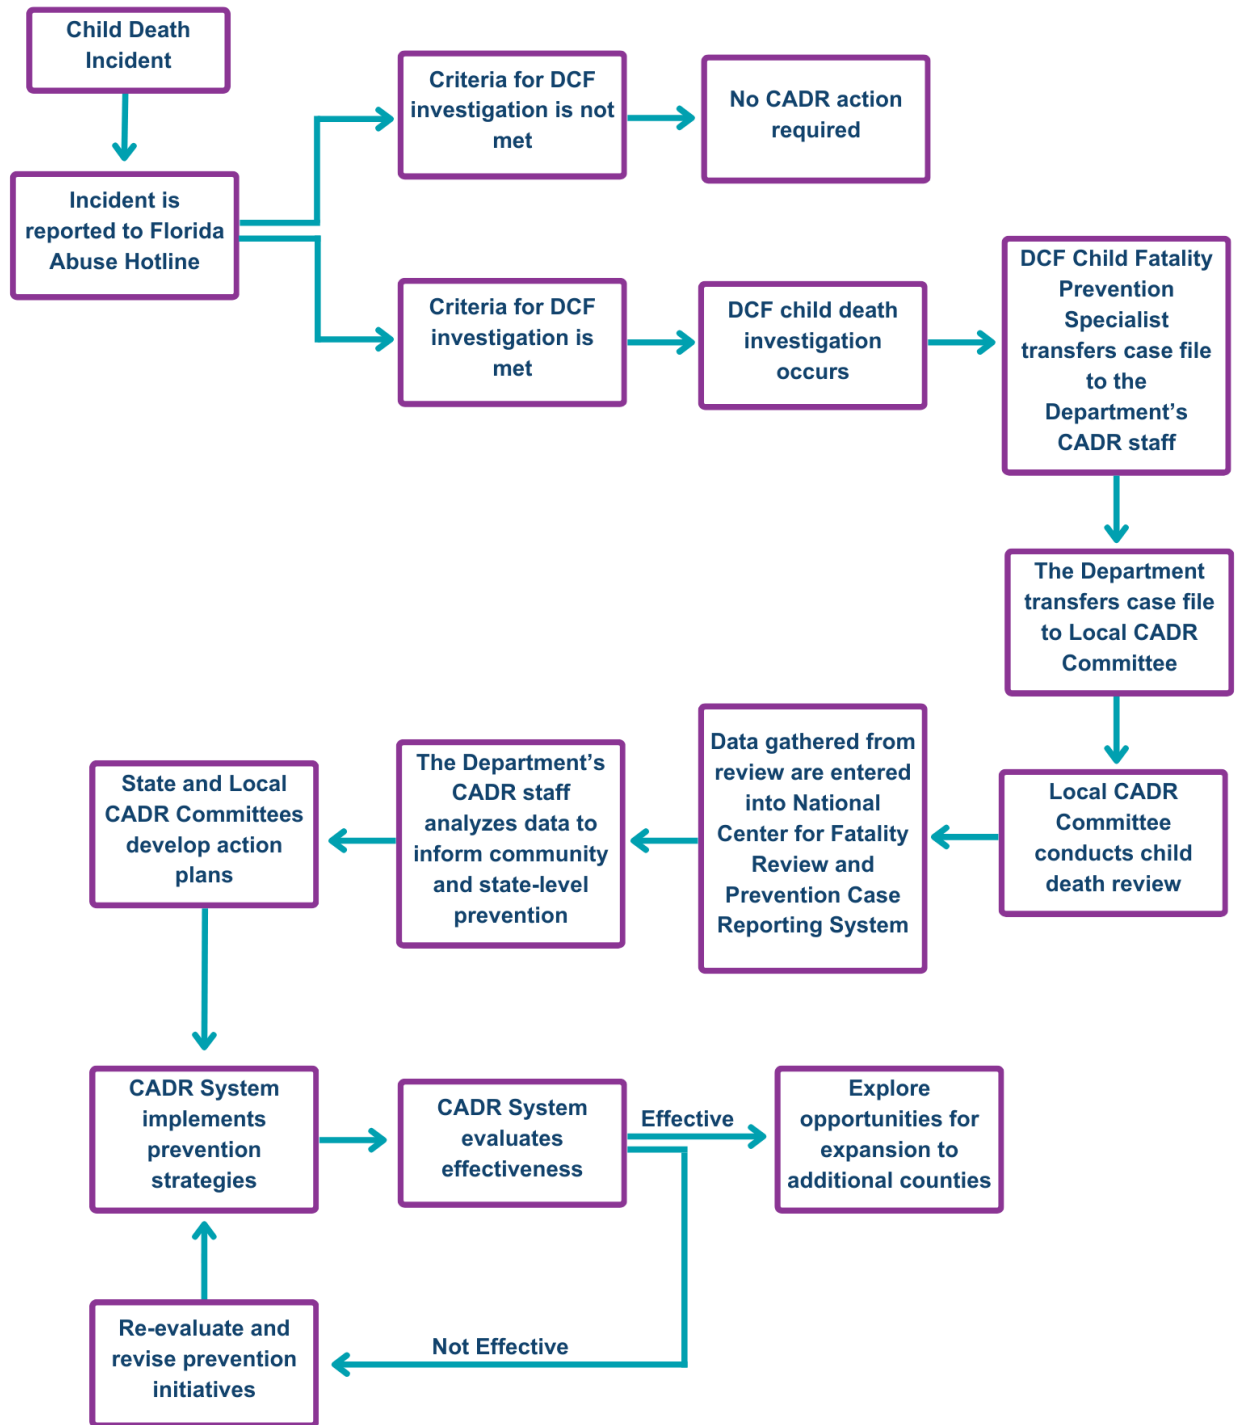 Child Death
Incident
Incident is
reported to Florida
Abuse Hotline
Criteria for DCF
investigation is not
met
No CADR action
required
Criteria for DCF
investigation is
met
DCF child death
investigation
occurs
DCF Child Fatality
Prevention
Specialist
transfers case file
to the
Department’s
CADR staff
The Department
transfers case file
to Local CADR
Committee
Local CADR
Committee
conducts child
death review
Data gathered from
review are entered
into National
Center for Fatality
Review and
Prevention Case
Reporting System
The Department’s
CADR staff
analyzes data to
inform community
and state-level
prevention
State and Local
CADR Committees
develop action
plans
CADR System
implements
prevention
strategies
CADR System
evaluates
effectiveness
Effective
Explore
opportunities for
expansion to
additional counties
Not Effective
Re-evaluate and
revise prevention
initiatives